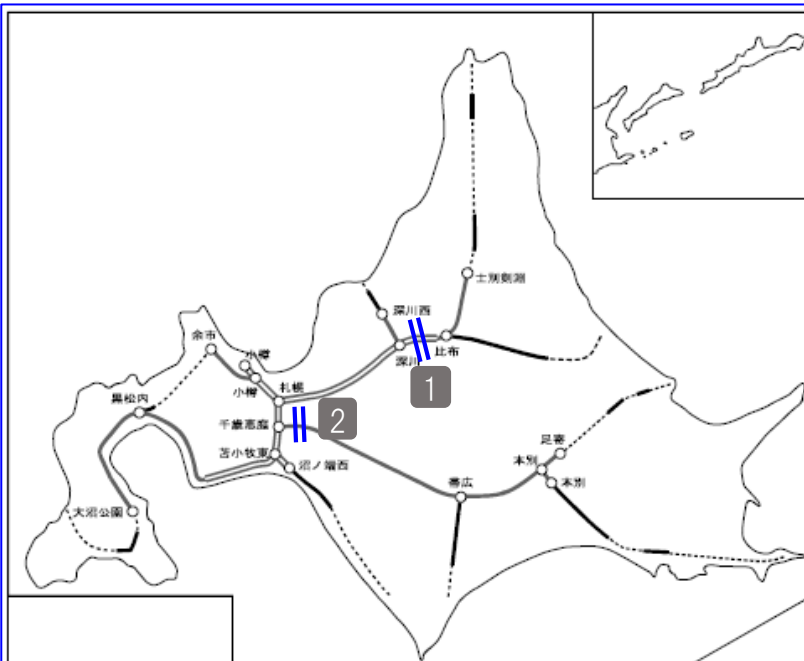 士別剣淵
深川西
余市
小樽
比布
深川
1
小樽
札幌
黒松内
千歳恵庭
2
足寄
苫小牧東
沼ノ端西
本別
帯広
本別
大沼公園